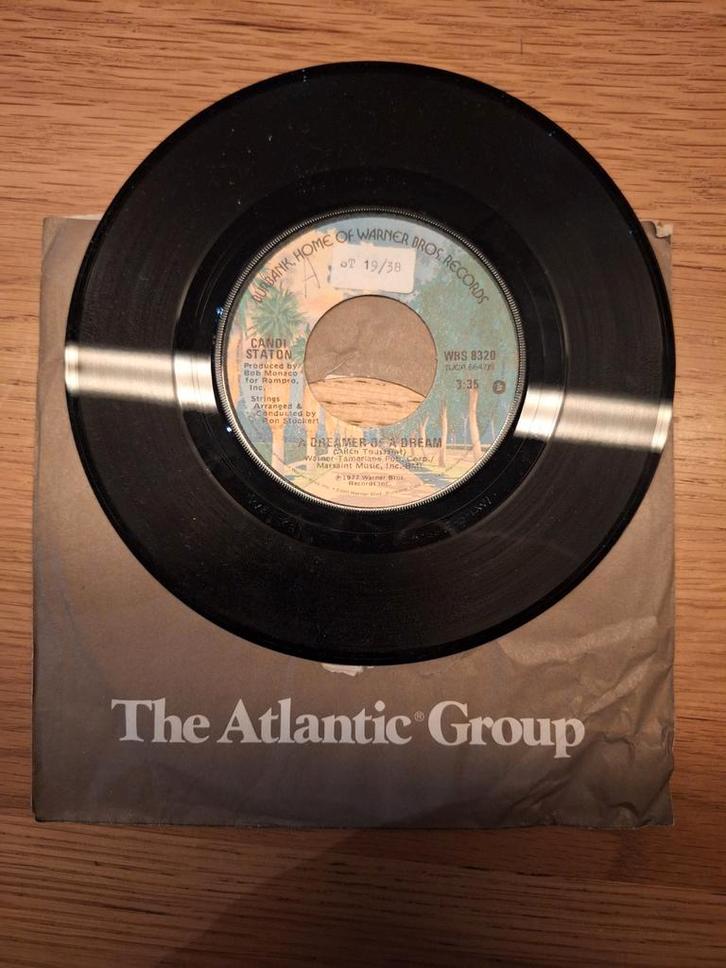 BURBANK, HOME OF WARNER BROS. RECORDS
A
OT 19/38
CANDI
STATON
Produced by
Bob Monaco
for Rampro,
Inc.
Strings
Arranged &
Conducted by
Ron Stockert
WBS 8320
3:35
A DREAMER OF A DREAM
(Allen Toussaint)
Warner-Tamerlane Pub. Corp./
Marsaint Music, Inc.-BMI
℗ 1977 Warner Bros.
Records Inc.
The Atlantic® Group